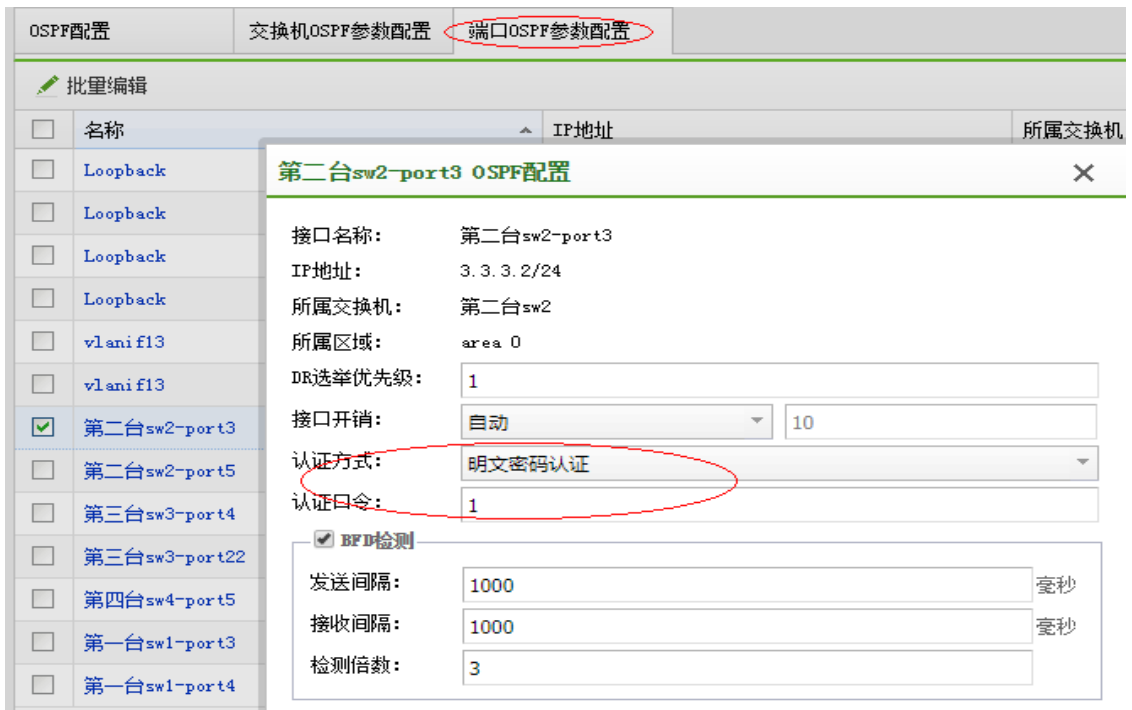 OSPF配置 交换机OSPF参数配置 端口OSPF参数配置
批量编辑
名称 IP地址 所属交换机
Loopback
Loopback
Loopback
Loopback
vlanif13
vlanif13
第二台sw2-port3
第二台sw2-port5
第三台sw3-port4
第三台sw3-port22
第四台sw4-port5
第一台sw1-port3
第一台sw1-port4
第二台sw2-port3 OSPF配置
接口名称: 第二台sw2-port3
IP地址: 3.3.3.2/24
所属交换机: 第二台sw2
所属区域: area 0
DR选举优先级: 1
接口开销: 自动 10
认证方式: 明文密码认证
认证口令: 1
BFD检测
发送间隔: 1000 毫秒
接收间隔: 1000 毫秒
检测倍数: 3